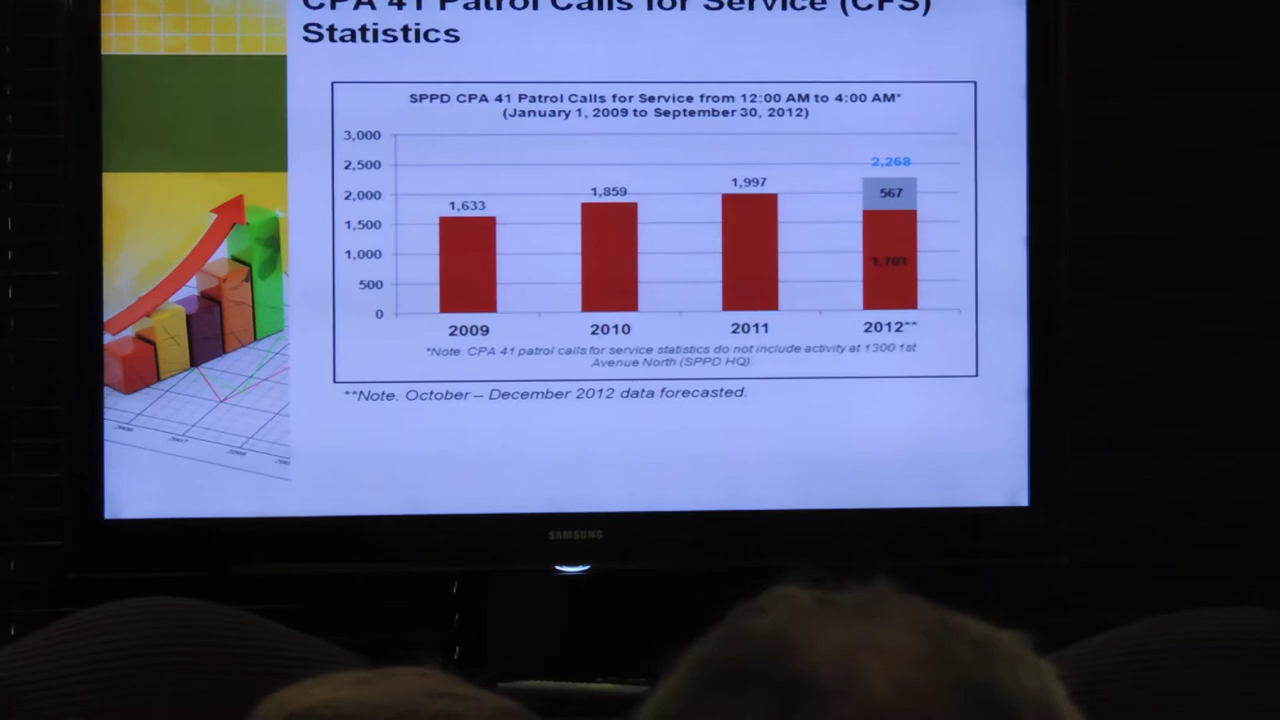 CPA 41 Patrol Calls for Service (CFS)
Statistics
SPPD CPA 41 Patrol Calls for Service from 12:00 AM to 4:00 AM*
(January 1, 2009 to September 30, 2012)
3,000
2,500
2,000
1,500
1,000
500
0
1,633
1,859
1,997
2,268
567
1,701
2009
2010
2011
2012**
*Note. CPA 41 patrol calls for service statistics do not include activity at 1300 1st
Avenue North (SPPD HQ).
**Note. October – December 2012 data forecasted.
SAMSUNG